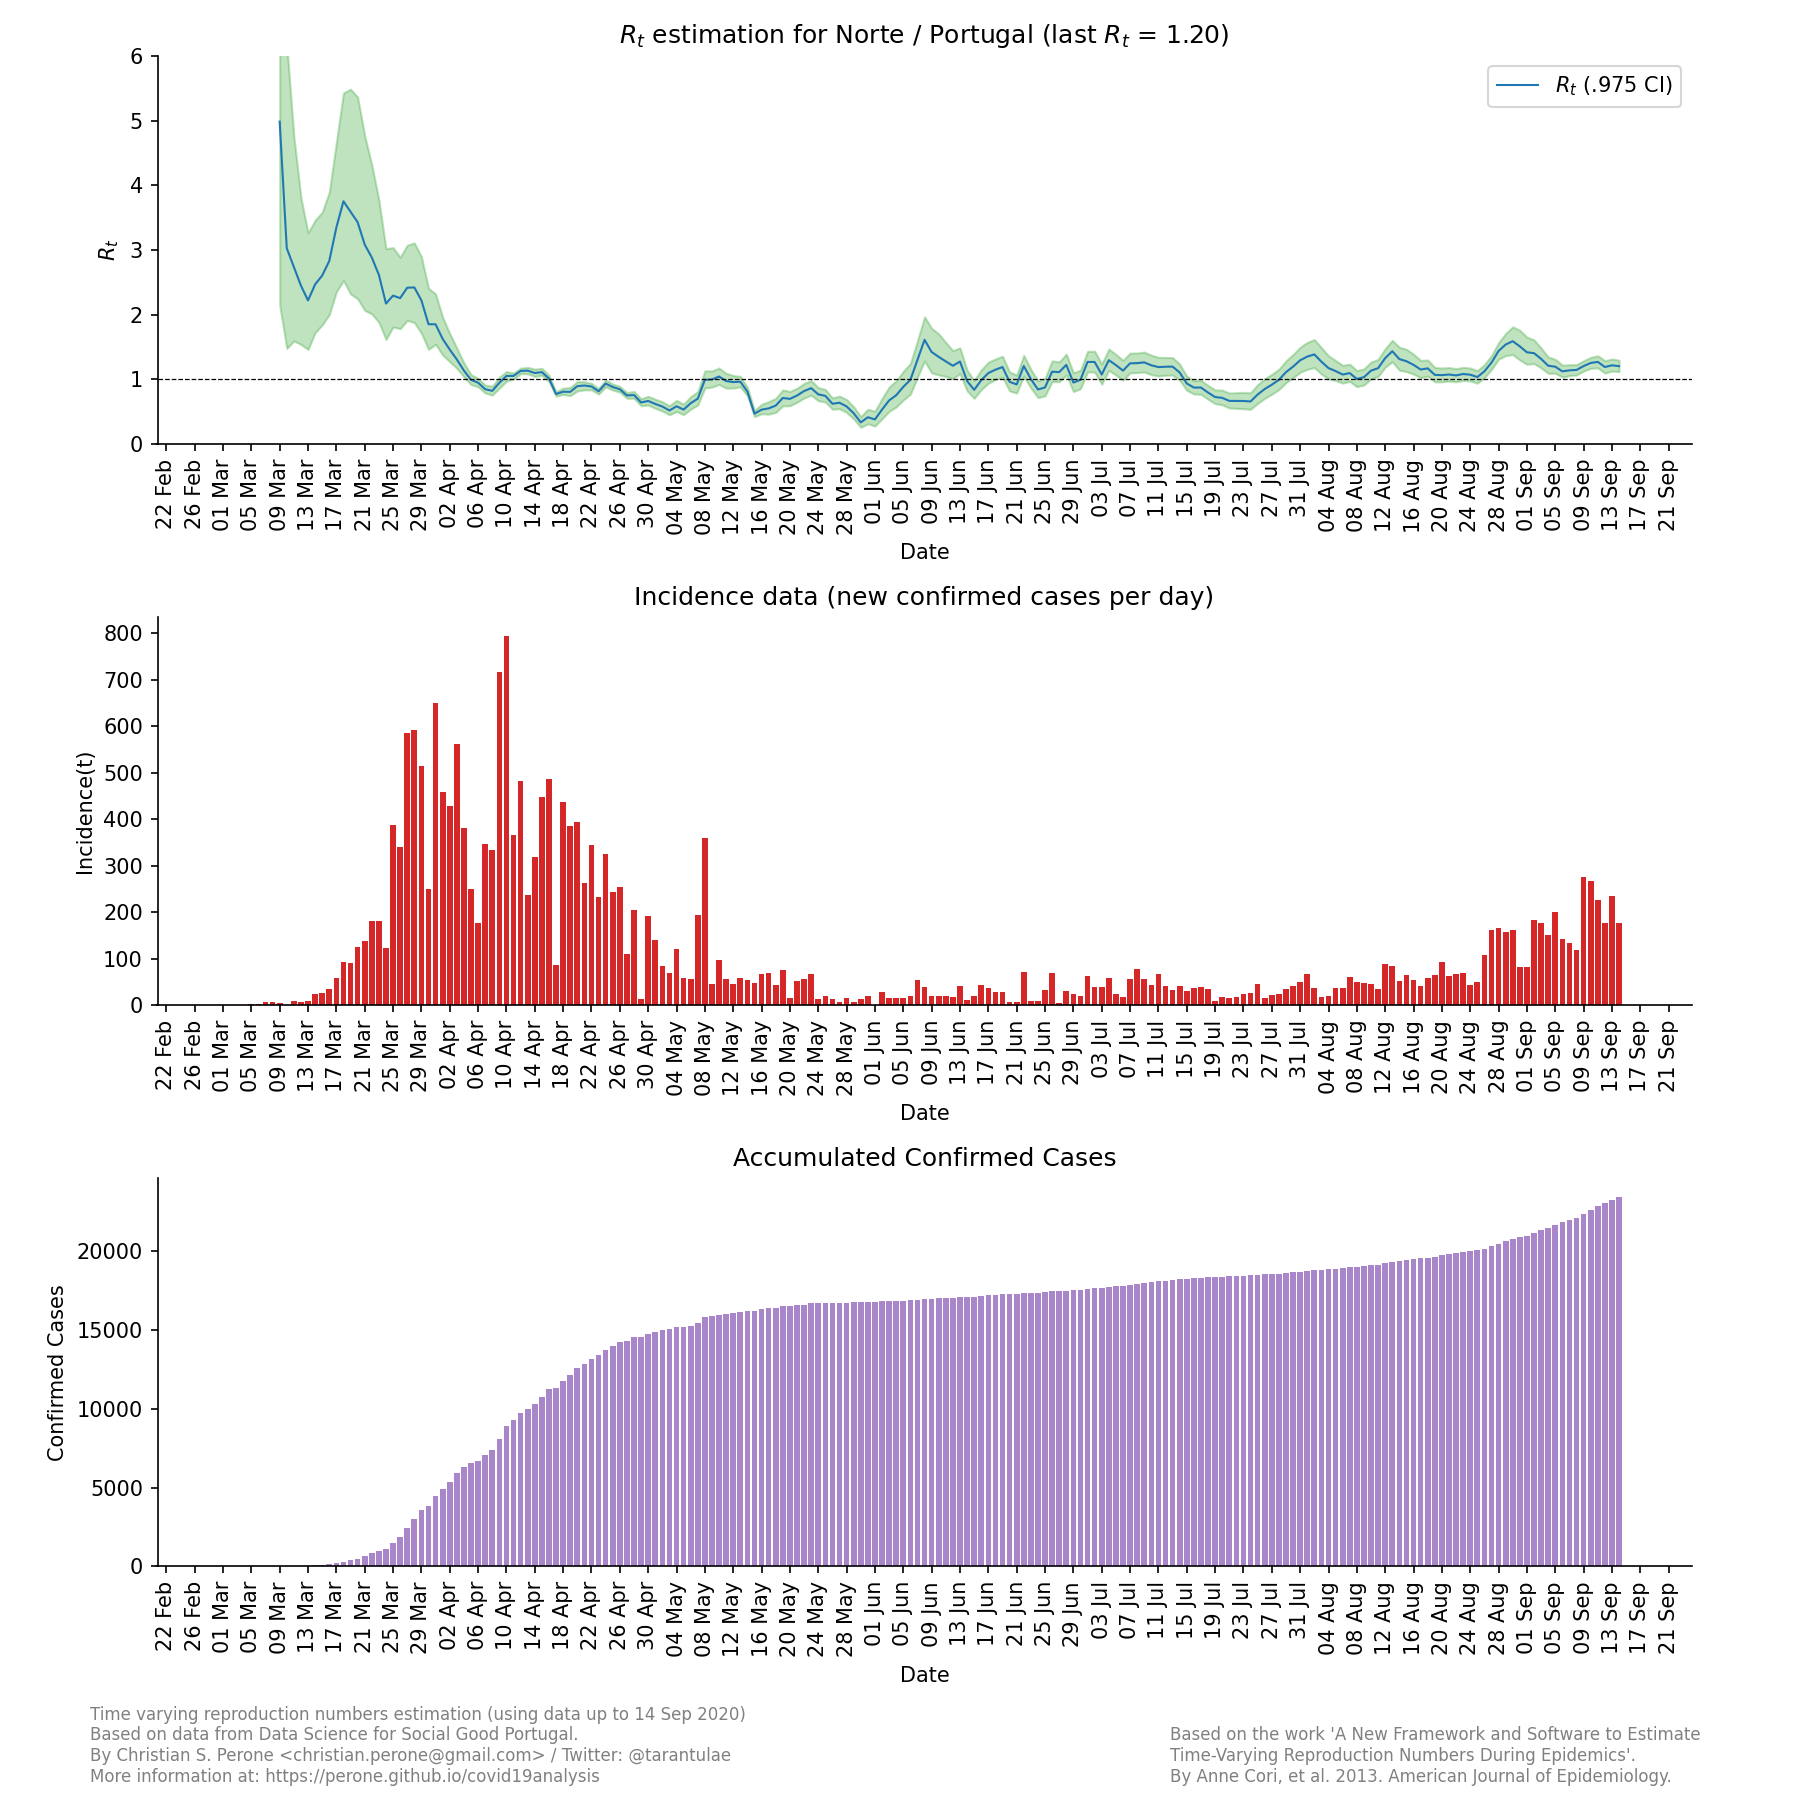 R_t estimation for Norte / Portugal (last R_t = 1.20)
6
5
4
3
2
1
0
R_t
R_t (.975 CI)
22 Feb 26 Feb 01 Mar 05 Mar 09 Mar 13 Mar 17 Mar 21 Mar 25 Mar 29 Mar 02 Apr 06 Apr 10 Apr 14 Apr 18 Apr 22 Apr 26 Apr 30 Apr 04 May 08 May 12 May 16 May 20 May 24 May 28 May 01 Jun 05 Jun 09 Jun 13 Jun 17 Jun 21 Jun 25 Jun 29 Jun 03 Jul 07 Jul 11 Jul 15 Jul 19 Jul 23 Jul 27 Jul 31 Jul 04 Aug 08 Aug 12 Aug 16 Aug 20 Aug 24 Aug 28 Aug 01 Sep 05 Sep 09 Sep 13 Sep 17 Sep 21 Sep
Date
Incidence data (new confirmed cases per day)
800
700
600
500
400
300
200
100
0
Incidence(t)
22 Feb 26 Feb 01 Mar 05 Mar 09 Mar 13 Mar 17 Mar 21 Mar 25 Mar 29 Mar 02 Apr 06 Apr 10 Apr 14 Apr 18 Apr 22 Apr 26 Apr 30 Apr 04 May 08 May 12 May 16 May 20 May 24 May 28 May 01 Jun 05 Jun 09 Jun 13 Jun 17 Jun 21 Jun 25 Jun 29 Jun 03 Jul 07 Jul 11 Jul 15 Jul 19 Jul 23 Jul 27 Jul 31 Jul 04 Aug 08 Aug 12 Aug 16 Aug 20 Aug 24 Aug 28 Aug 01 Sep 05 Sep 09 Sep 13 Sep 17 Sep 21 Sep
Date
Accumulated Confirmed Cases
20000
15000
10000
5000
0
Confirmed Cases
22 Feb 26 Feb 01 Mar 05 Mar 09 Mar 13 Mar 17 Mar 21 Mar 25 Mar 29 Mar 02 Apr 06 Apr 10 Apr 14 Apr 18 Apr 22 Apr 26 Apr 30 Apr 04 May 08 May 12 May 16 May 20 May 24 May 28 May 01 Jun 05 Jun 09 Jun 13 Jun 17 Jun 21 Jun 25 Jun 29 Jun 03 Jul 07 Jul 11 Jul 15 Jul 19 Jul 23 Jul 27 Jul 31 Jul 04 Aug 08 Aug 12 Aug 16 Aug 20 Aug 24 Aug 28 Aug 01 Sep 05 Sep 09 Sep 13 Sep 17 Sep 21 Sep
Date
Time varying reproduction numbers estimation (using data up to 14 Sep 2020)
Based on data from Data Science for Social Good Portugal.
By Christian S. Perone <christian.perone@gmail.com> / Twitter: @tarantulae
More information at: https://perone.github.io/covid19analysis
Based on the work 'A New Framework and Software to Estimate
Time-Varying Reproduction Numbers During Epidemics'.
By Anne Cori, et al. 2013. American Journal of Epidemiology.